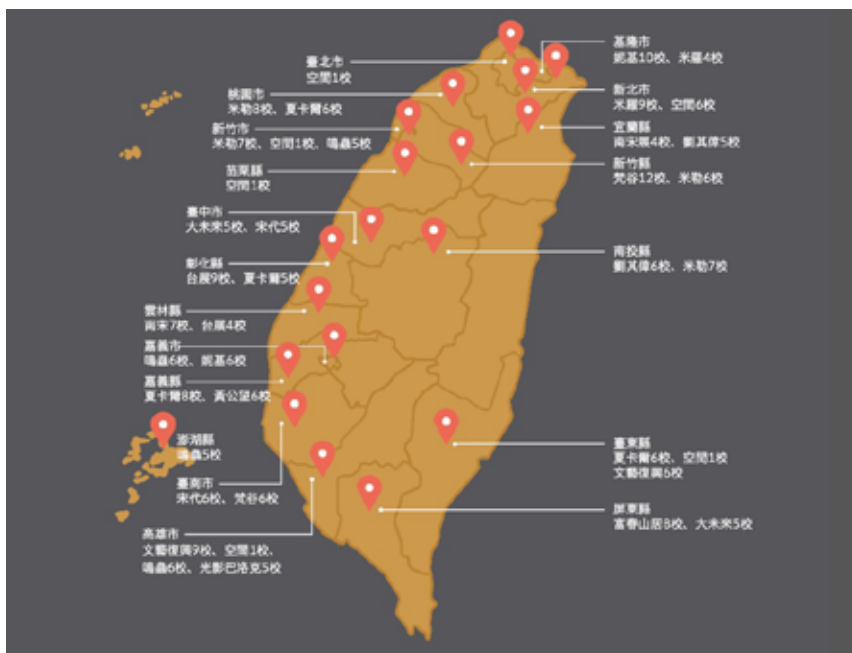 臺北市
空間1校
桃園市
米勒8校、夏卡爾6校
新竹市
米勒7校、空間1校、鳴蟲5校
苗栗縣
空間1校
臺中市
大未來5校、宋代5校
彰化縣
台展9校、夏卡爾5校
雲林縣
南宋7校、台展4校
嘉義市
鳴蟲6校、妮基6校
嘉義縣
夏卡爾8校、黃公望6校
澎湖縣
鳴蟲5校
臺南市
宋代6校、梵谷6校
高雄市
文藝復興9校、空間1校、
鳴蟲6校、光影巴洛克5校
基隆市
妮基10校、米羅4校
新北市
米羅9校、空間6校
宜蘭縣
南宋4校、劉其偉5校
新竹縣
梵谷12校、米勒6校
南投縣
劉其偉6校、米勒7校
臺東縣
夏卡爾6校、空間1校
文藝復興6校
屏東縣
富春山居8校、大未來5校